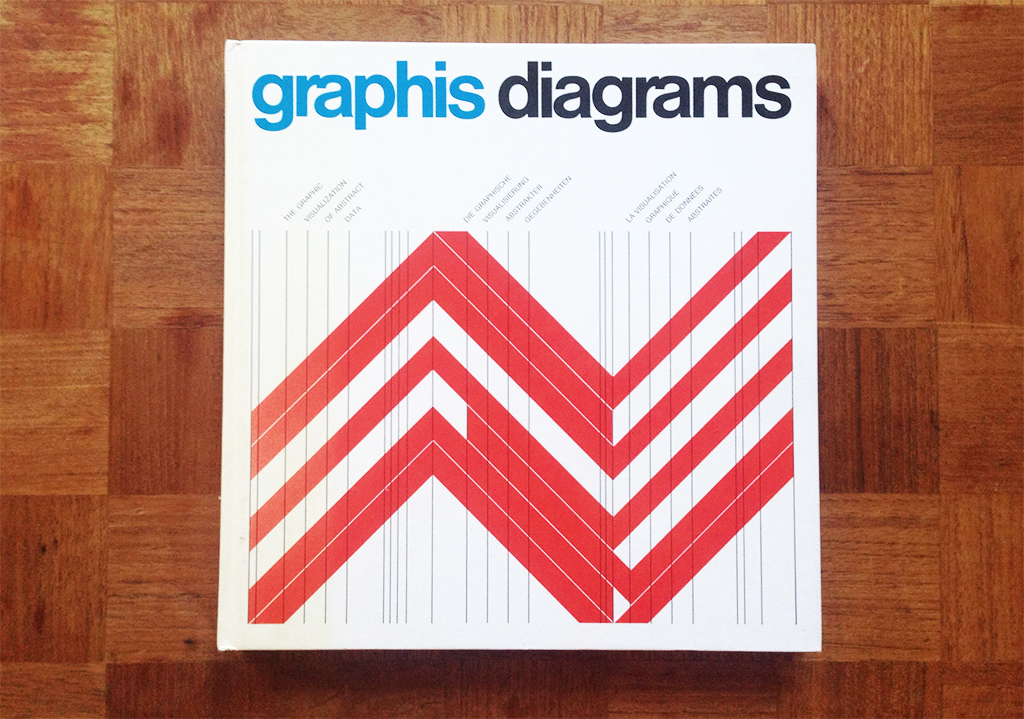 graphis diagrams
THE GRAPHIC
VISUALIZATION
OF ABSTRACT
DATA
DIE GRAPHISCHE
VISUALISIERUNG
ABSTRAKTER
GEGEBENHEITEN
LA VISUALISATION
GRAPHIQUE
DE DONNÉES
ABSTRAITES